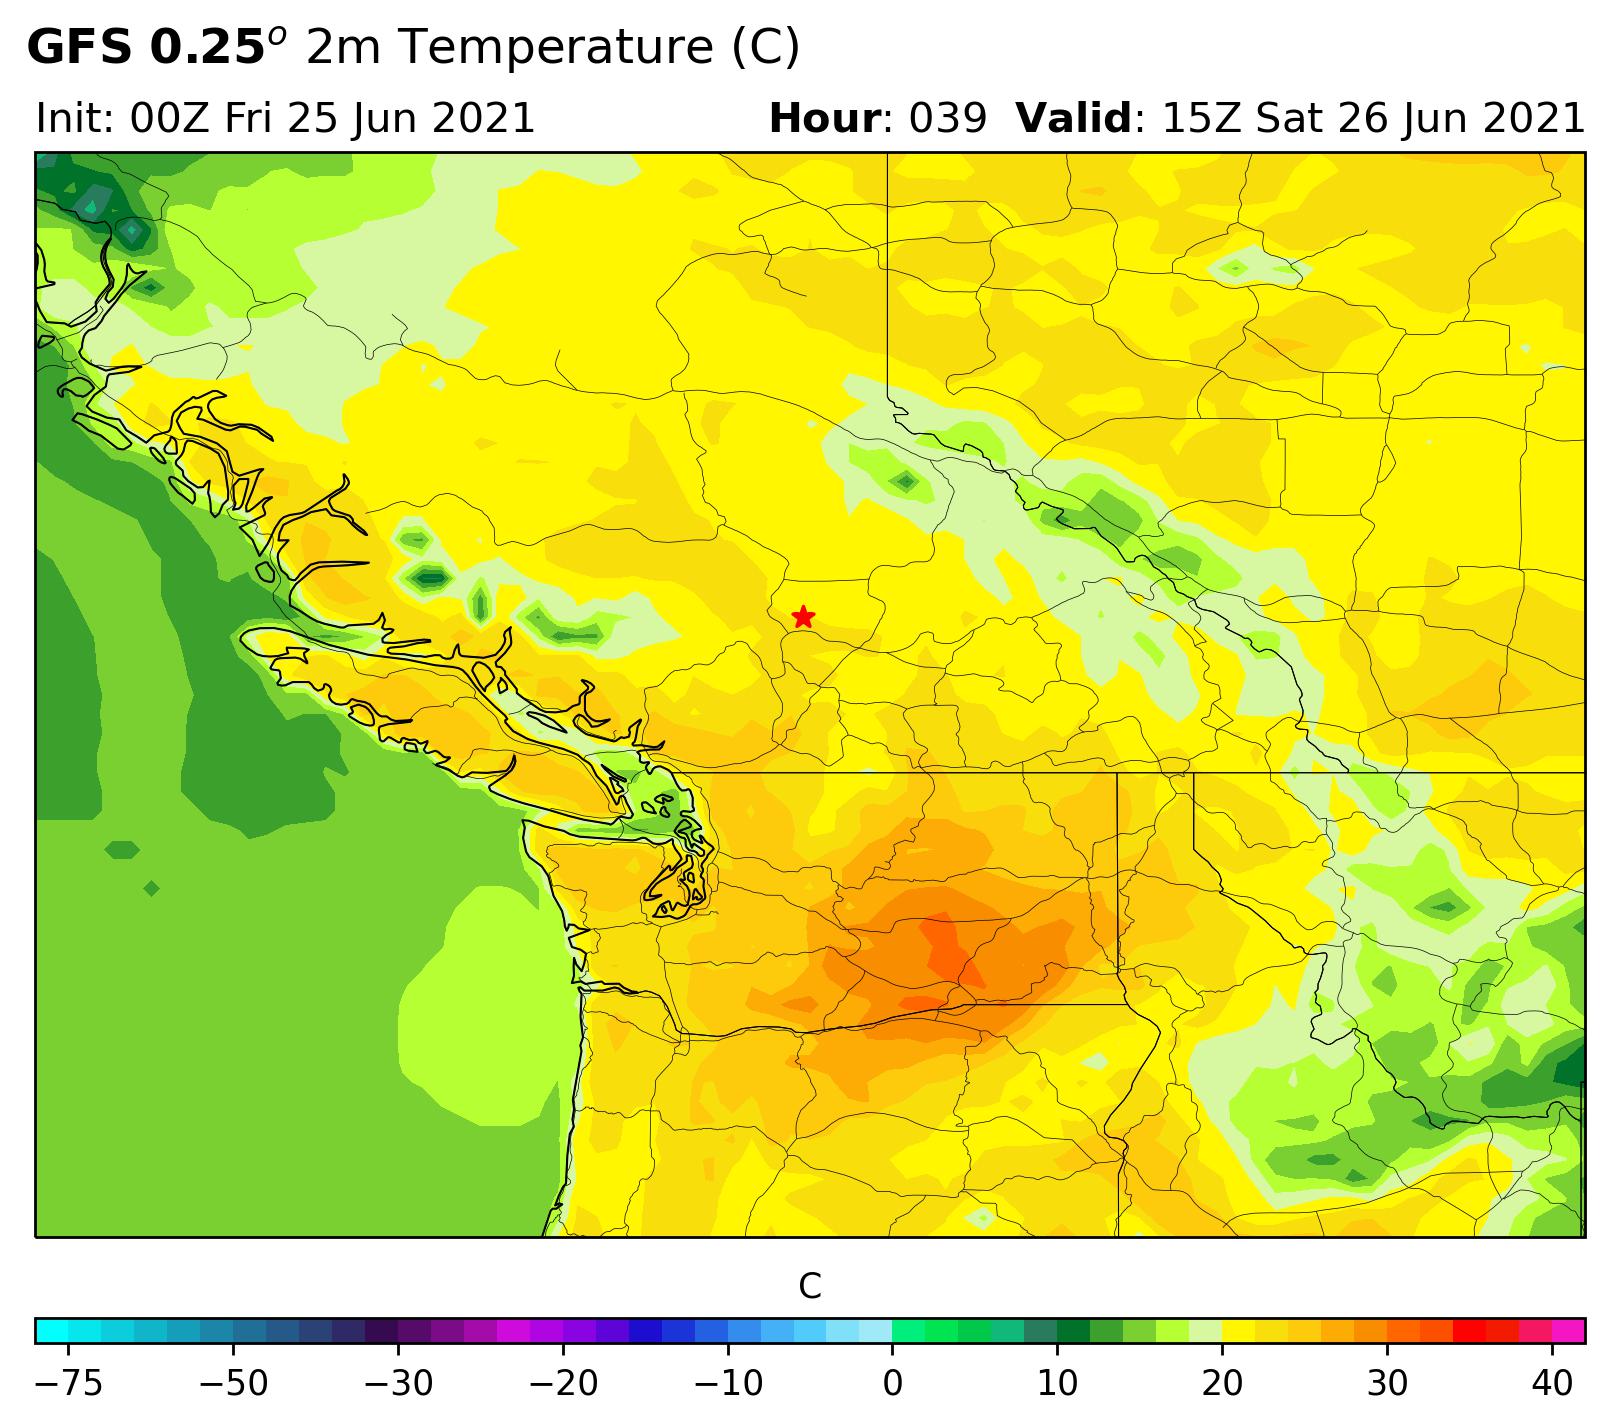 GFS 0.25° 2m Temperature (C)
Init: 00Z Fri 25 Jun 2021 Hour: 039 Valid: 15Z Sat 26 Jun 2021
C
−75 −50 −30 −20 −10 0 10 20 30 40